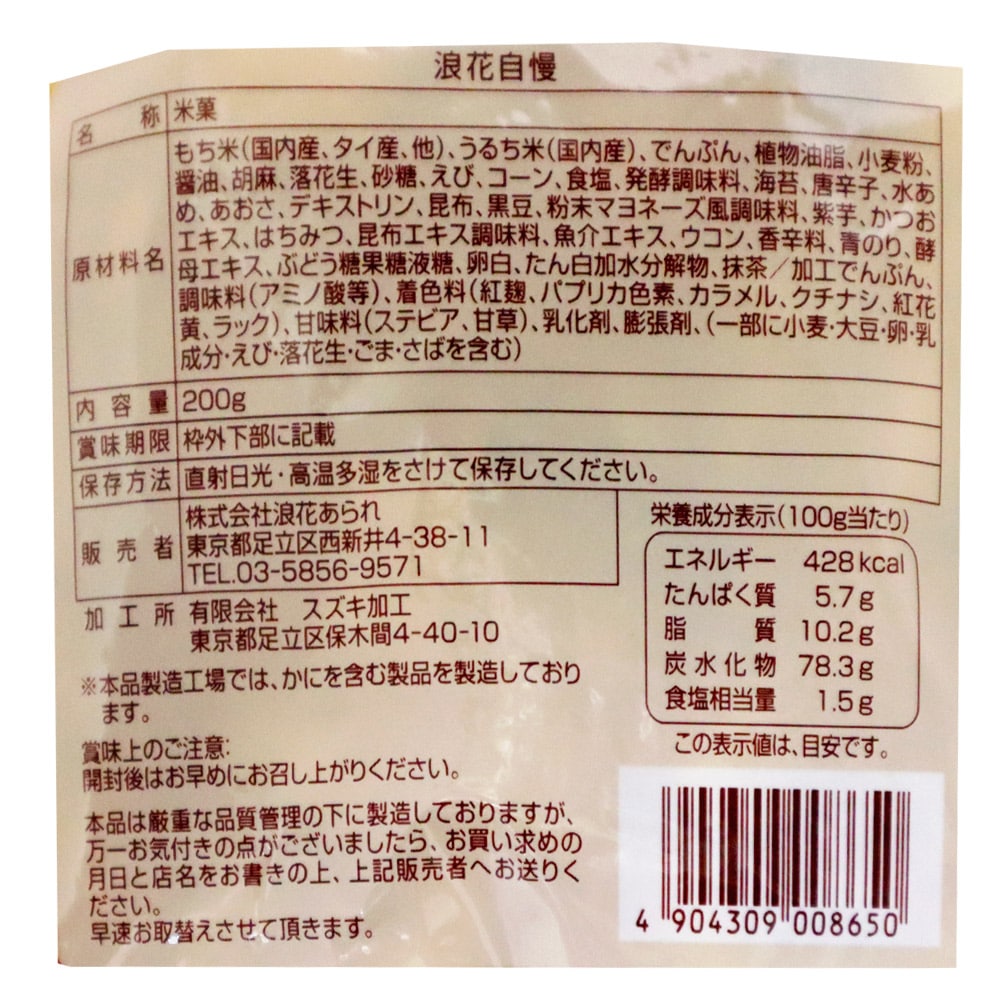 浪花自慢
名 称 米菓
原材料名
もち米(国内産、タイ産、他)、うるち米(国内産)、でんぷん、植物油脂、小麦粉、
醤油、胡麻、落花生、砂糖、えび、コーン、食塩、発酵調味料、海苔、唐辛子、水あ
め、あおさ、デキストリン、昆布、黒豆、粉末マヨネーズ風調味料、紫芋、かつお
エキス、はちみつ、昆布エキス調味料、魚介エキス、ウコン、香辛料、青のり、酵
母エキス、ぶどう糖果糖液糖、卵白、たん白加水分解物、抹茶/加工でんぷん、
調味料(アミノ酸等)、着色料(紅麹、パプリカ色素、カラメル、クチナシ、紅花
黄、ラック)、甘味料(ステビア、甘草)、乳化剤、膨張剤、(一部に小麦・大豆・卵・乳
成分・えび・落花生・ごま・さばを含む)
内容量 200g
賞味期限 枠外下部に記載
保存方法 直射日光・高温多湿をさけて保存してください。
販売者
株式会社浪花あられ
東京都足立区西新井4-38-11
TEL.03-5856-9571
加工所 有限会社 スズキ加工
東京都足立区保木間4-40-10
※本品製造工場では、かにを含む製品を製造しており
ます。
賞味上のご注意:
開封後はお早めにお召し上がりください。
本品は厳重な品質管理の下に製造しておりますが、
万一お気付きの点がございましたら、お買い求めの
月日と店名をお書きの上、上記販売者へお送りく
ださい。
早速お取替えさせて頂きます。
栄養成分表示(100g当たり)
エネルギー 428kcal
たんぱく質 5.7g
脂質 10.2g
炭水化物 78.3g
食塩相当量 1.5g
この表示値は、目安です。
4 904309 008650